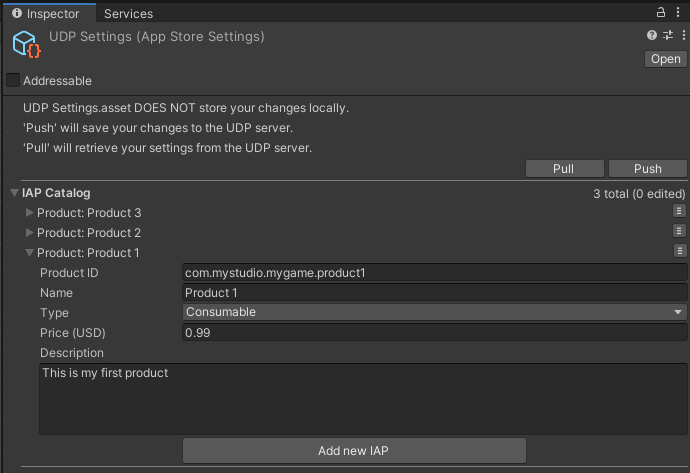 Inspector
Services
UDP Settings (App Store Settings)
Open
Addressable
UDP Settings.asset DOES NOT store your changes locally.
'Push' will save your changes to the UDP server.
'Pull' will retrieve your settings from the UDP server.
Pull
Push
IAP Catalog
3 total (0 edited)
Product: Product 3
Product: Product 2
Product: Product 1
Product ID
com.mystudio.mygame.product1
Name
Product 1
Type
Consumable
Price (USD)
0.99
Description
This is my first product
Add new IAP